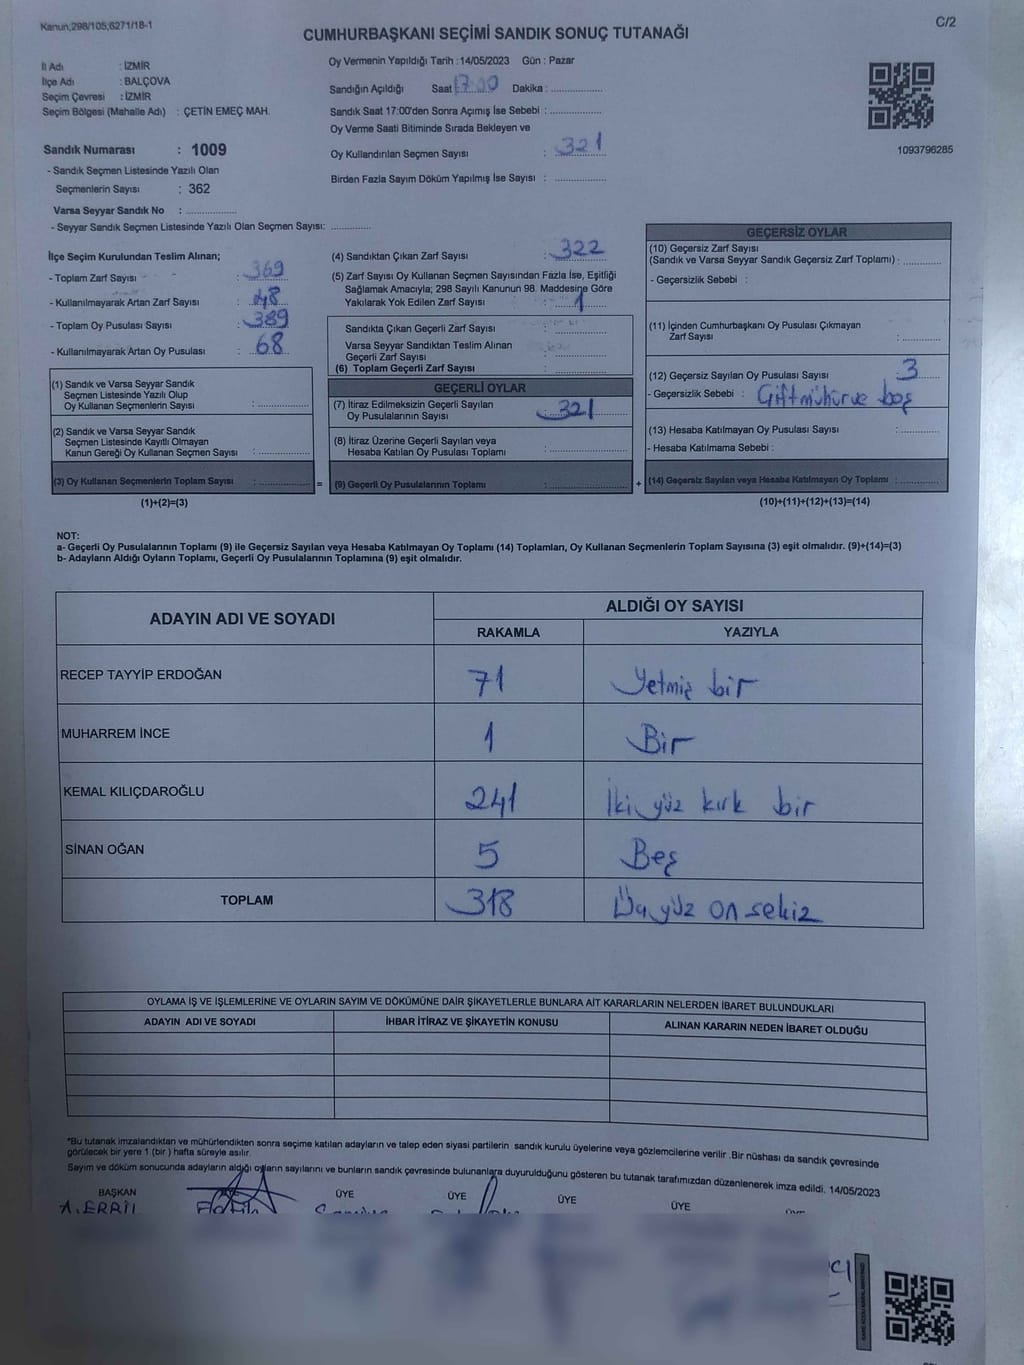 Kanun;298/105;6271/18-1
C/2
CUMHURBAŞKANI SEÇİMİ SANDIK SONUÇ TUTANAĞI
İl Adı : İZMİR
İlçe Adı : BALÇOVA
Seçim Çevresi : İZMİR
Seçim Bölgesi (Mahalle Adı) : ÇETİN EMEÇ MAH.
Oy Vermenin Yapıldığı Tarih :14/05/2023 Gün : Pazar
Sandığın Açıldığı Saat 17:00 Dakika : ................
Sandık Saat 17:00'den Sonra Açımış İse Sebebi : ................
Oy Verme Saati Bitiminde Sırada Bekleyen ve
Oy Kullandırılan Seçmen Sayısı : 321
Birden Fazla Sayım Döküm Yapılmış İse Sayısı : ................
1093796285
Sandık Numarası : 1009
- Sandık Seçmen Listesinde Yazılı Olan
Seçmenlerin Sayısı : 362
Varsa Seyyar Sandık No : ................
- Seyyar Sandık Seçmen Listesinde Yazılı Olan Seçmen Sayısı: ............
İlçe Seçim Kurulundan Teslim Alınan;
- Toplam Zarf Sayısı : 369
- Kullanılmayarak Artan Zarf Sayısı : 48
- Toplam Oy Pusulası Sayısı : 389
- Kullanılmayarak Artan Oy Pusulası : 68
(1) Sandık ve Varsa Seyyar Sandık
Seçmen Listesinde Yazılı Olup
Oy Kullanan Seçmenlerin Sayısı : ................
(2) Sandık ve Varsa Seyyar Sandık
Seçmen Listesinde Kayıtlı Olmayan
Kanun Gereği Oy Kullanan Seçmen Sayısı : ................
(3) Oy Kullanan Seçmenlerin Toplam Sayısı : ................
(1)+(2)=(3)
=
(4) Sandıktan Çıkan Zarf Sayısı : 322
(5) Zarf Sayısı Oy Kullanan Seçmen Sayısından Fazla İse, Eşitliği
Sağlamak Amacıyla; 298 Sayılı Kanunun 98. Maddesine Göre
Yakılarak Yok Edilen Zarf Sayısı : 1
Sandıkta Çıkan Geçerli Zarf Sayısı : ................
Varsa Seyyar Sandıktan Teslim Alınan
Geçerli Zarf Sayısı
(6) Toplam Geçerli Zarf Sayısı : ................
GEÇERLİ OYLAR
(7) İtiraz Edilmeksizin Geçerli Sayılan
Oy Pusulalarının Sayısı : 321
(8) İtiraz Üzerine Geçerli Sayılan veya
Hesaba Katılan Oy Pusulası Toplamı : ................
(9) Geçerli Oy Pusulalarının Toplamı : ................
+
GEÇERSİZ OYLAR
(10) Geçersiz Zarf Sayısı
(Sandık ve Varsa Seyyar Sandık Geçersiz Zarf Toplamı) : ............
- Geçersizlik Sebebi :
(11) İçinden Cumhurbaşkanı Oy Pusulası Çıkmayan
Zarf Sayısı : ............
(12) Geçersiz Sayılan Oy Pusulası Sayısı : 3
- Geçersizlik Sebebi : Çift mühür ve boş
(13) Hesaba Katılmayan Oy Pusulası Sayısı : ............
- Hesaba Katılmama Sebebi :
(14) Geçersiz Sayılan veya Hesaba Katılmayan Oy Toplamı : ............
(10)+(11)+(12)+(13)=(14)
NOT:
a- Geçerli Oy Pusulalarının Toplamı (9) ile Geçersiz Sayılan veya Hesaba Katılmayan Oy Toplamı (14) Toplamları, Oy Kullanan Seçmenlerin Toplam Sayısına (3) eşit olmalıdır. (9)+(14)=(3)
b- Adayların Aldığı Oyların Toplamı, Geçerli Oy Pusulalarının Toplamına (9) eşit olmalıdır.
ADAYIN ADI VE SOYADI
ALDIĞI OY SAYISI
RAKAMLA YAZIYLA
RECEP TAYYİP ERDOĞAN 71 Yetmiş bir
MUHARREM İNCE 1 Bir
KEMAL KILIÇDAROĞLU 241 İki yüz kırk bir
SİNAN OĞAN 5 Beş
TOPLAM 318 Üç yüz on sekiz
OYLAMA İŞ VE İŞLEMLERİNE VE OYLARIN SAYIM VE DÖKÜMÜNE DAİR ŞİKAYETLERLE BUNLARA AİT KARARLARIN NELERDEN İBARET BULUNDUKLARI
ADAYIN ADI VE SOYADI İHBAR İTİRAZ VE ŞİKAYETİN KONUSU ALINAN KARARIN NEDEN İBARET OLDUĞU
*Bu tutanak imzalandıktan ve mühürlendikten sonra seçime katılan adayların ve talep eden siyasi partilerin sandık kurulu üyelerine veya gözlemcilerine verilir .Bir nüshası da sandık çevresinde
görülecek bir yere 1 (bir ) hafta süreyle asılır.
Sayım ve döküm sonucunda adayların aldığı oyların sayılarını ve bunların sandık çevresinde bulunanlara duyurulduğunu gösteren bu tutanak tarafımızdan düzenlenerek imza edildi. 14/05/2023
BAŞKAN ÜYE ÜYE ÜYE ÜYE